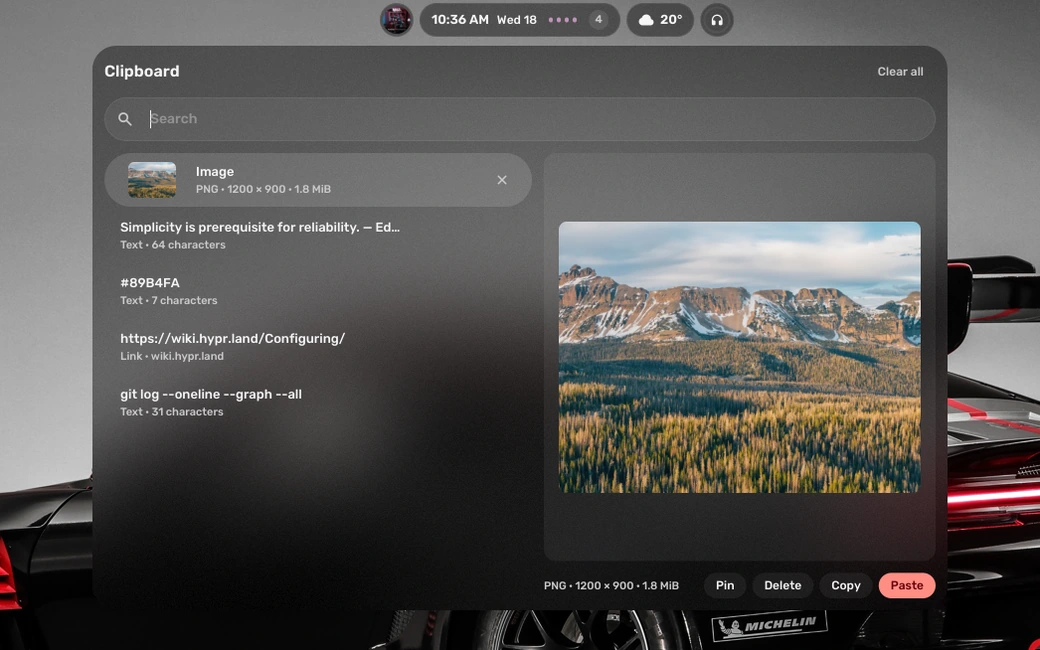 10:36 AM Wed 18 4 20°
Clipboard
Clear all
Search
Image
PNG • 1200 × 900 • 1.8 MiB
Simplicity is prerequisite for reliability. — Ed…
Text • 64 characters
#89B4FA
Text • 7 characters
https://wiki.hypr.land/Configuring/
Link • wiki.hypr.land
git log --oneline --graph --all
Text • 31 characters
PNG • 1200 × 900 • 1.8 MiB
Pin
Delete
Copy
Paste
MICHELIN